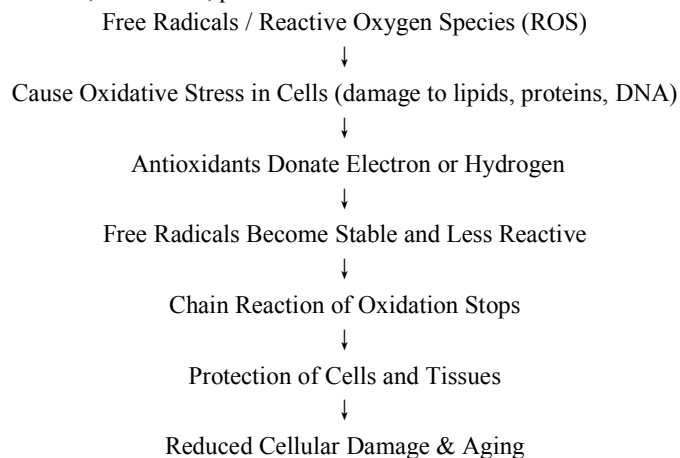 Free Radicals / Reactive Oxygen Species (ROS)
↓
Cause Oxidative Stress in Cells (damage to lipids, proteins, DNA)
↓
Antioxidants Donate Electron or Hydrogen
↓
Free Radicals Become Stable and Less Reactive
↓
Chain Reaction of Oxidation Stops
↓
Protection of Cells and Tissues
↓
Reduced Cellular Damage & Aging